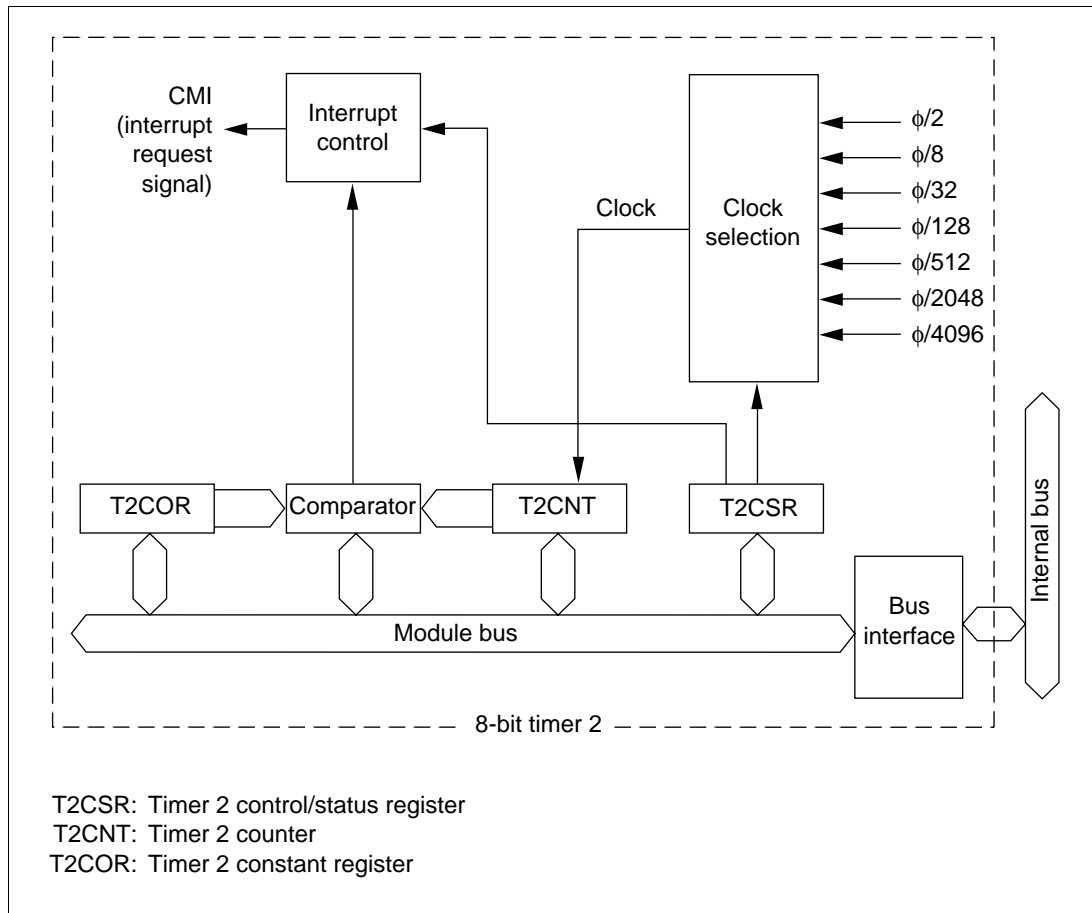 CMI
(interrupt
request
signal)
Interrupt
control
Clock
Clock
selection
ϕ/2
ϕ/8
ϕ/32
ϕ/128
ϕ/512
ϕ/2048
ϕ/4096
T2COR
Comparator
T2CNT
T2CSR
Module bus
Bus
interface
Internal bus
8-bit timer 2
T2CSR: Timer 2 control/status register
T2CNT: Timer 2 counter
T2COR: Timer 2 constant register